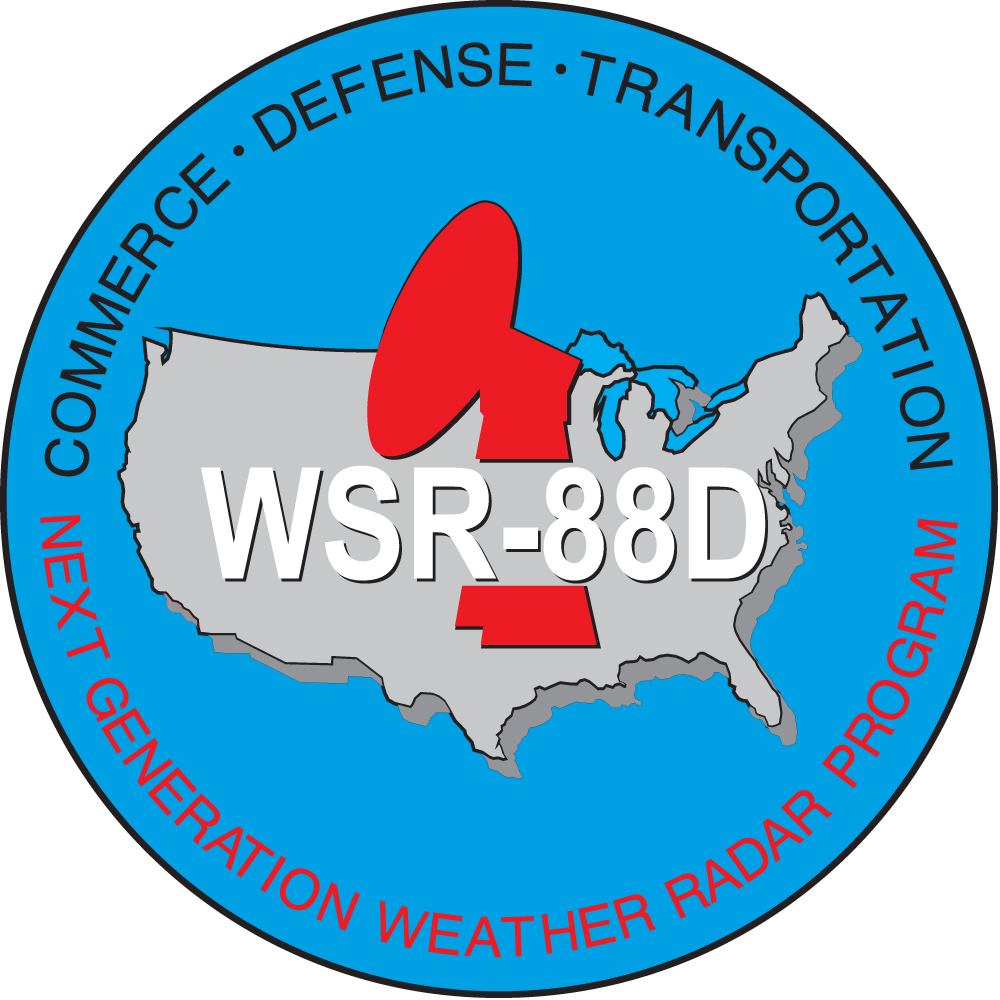 COMMERCE · DEFENSE · TRANSPORTATION
WSR-88D
NEXT GENERATION WEATHER RADAR PROGRAM